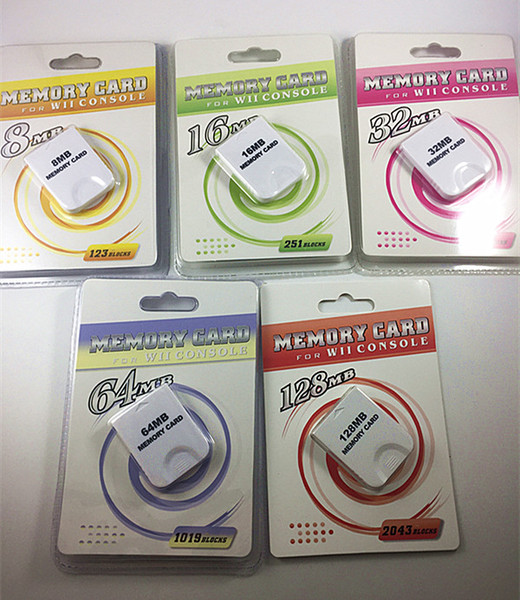 MEMORY CARD
FOR WII CONSOLE
8MB
8MB
MEMORY CARD
123 BLOCKS
MEMORY CARD
FOR WII CONSOLE
16MB
16MB
MEMORY CARD
251 BLOCKS
MEMORY CARD
FOR WII CONSOLE
32MB
32MB
MEMORY CARD
MEMORY CARD
FOR WII CONSOLE
64MB
64MB
MEMORY CARD
1019 BLOCKS
MEMORY CARD
FOR WII CONSOLE
128MB
128MB
MEMORY CARD
2043 BLOCKS